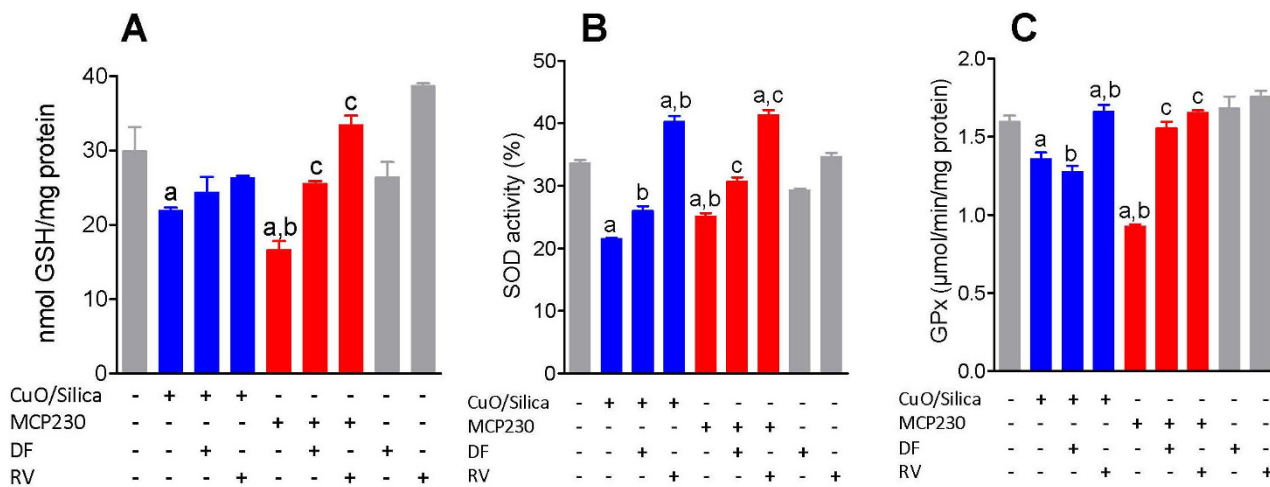 A
B
C
nmol GSH/mg protein
40
30
20
10
0
a
a,b
c
c
CuO/Silica - + + + - - - - -
MCP230 - - - - + + + - -
DF - - + - - + - + -
RV - - - + - - + - +
SOD activity (%)
50
40
30
20
10
0
a
b
a,b
a,b
c
a,c
CuO/Silica - + + + - - - - -
MCP230 - - - - + + + - -
DF - - + - - + - + -
RV - - - + - - + - +
GPx (µmol/min/mg protein)
2.0
1.5
1.0
0.5
0.0
a
b
a,b
a,b
c
c
CuO/Silica - + + + - - - - -
MCP230 - - - - + + + - -
DF - - + - - + - + -
RV - - - + - - + - +